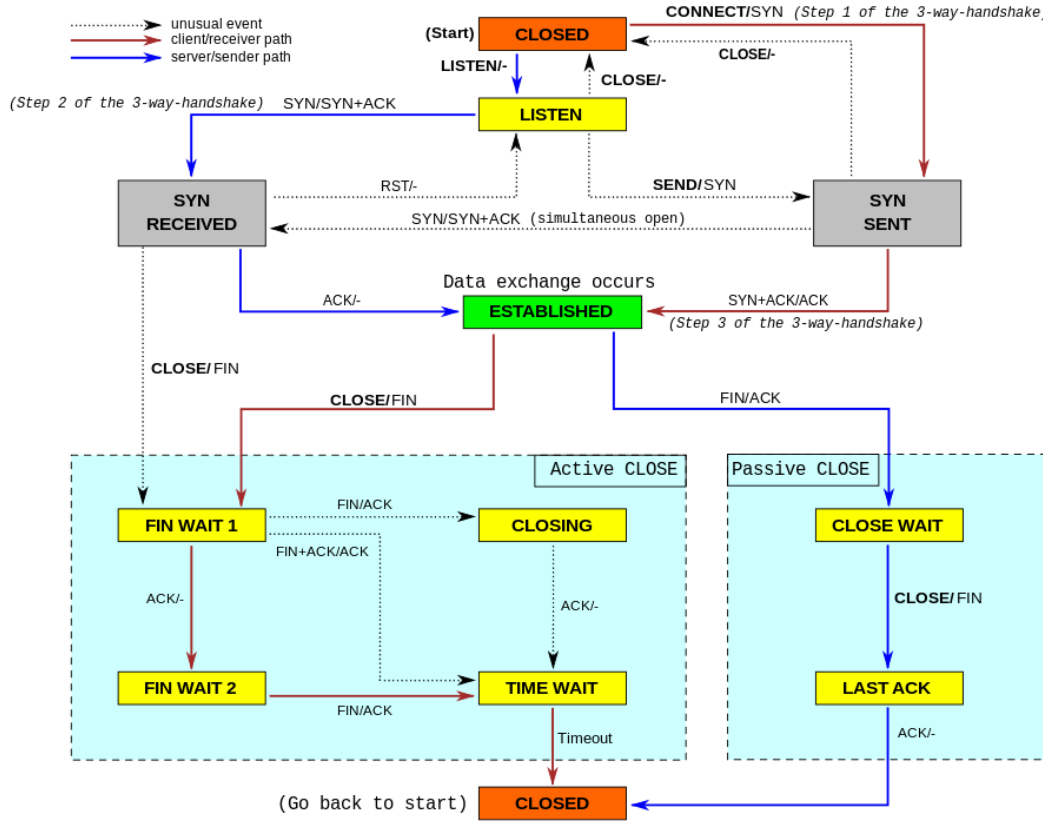 unusual event
client/receiver path
server/sender path
(Start)
CLOSED
CONNECT/SYN (Step 1 of the 3-way-handshake)
CLOSE/-
LISTEN/-
CLOSE/-
(Step 2 of the 3-way-handshake)
SYN/SYN+ACK
LISTEN
SYN
RECEIVED
RST/-
SEND/SYN
SYN
SENT
SYN/SYN+ACK (simultaneous open)
Data exchange occurs
ACK/-
ESTABLISHED
SYN+ACK/ACK
(Step 3 of the 3-way-handshake)
CLOSE/FIN
CLOSE/FIN
FIN/ACK
Active CLOSE
Passive CLOSE
FIN WAIT 1
FIN/ACK
CLOSING
CLOSE WAIT
FIN+ACK/ACK
ACK/-
ACK/-
CLOSE/FIN
FIN WAIT 2
FIN/ACK
TIME WAIT
LAST ACK
Timeout
ACK/-
(Go back to start)
CLOSED